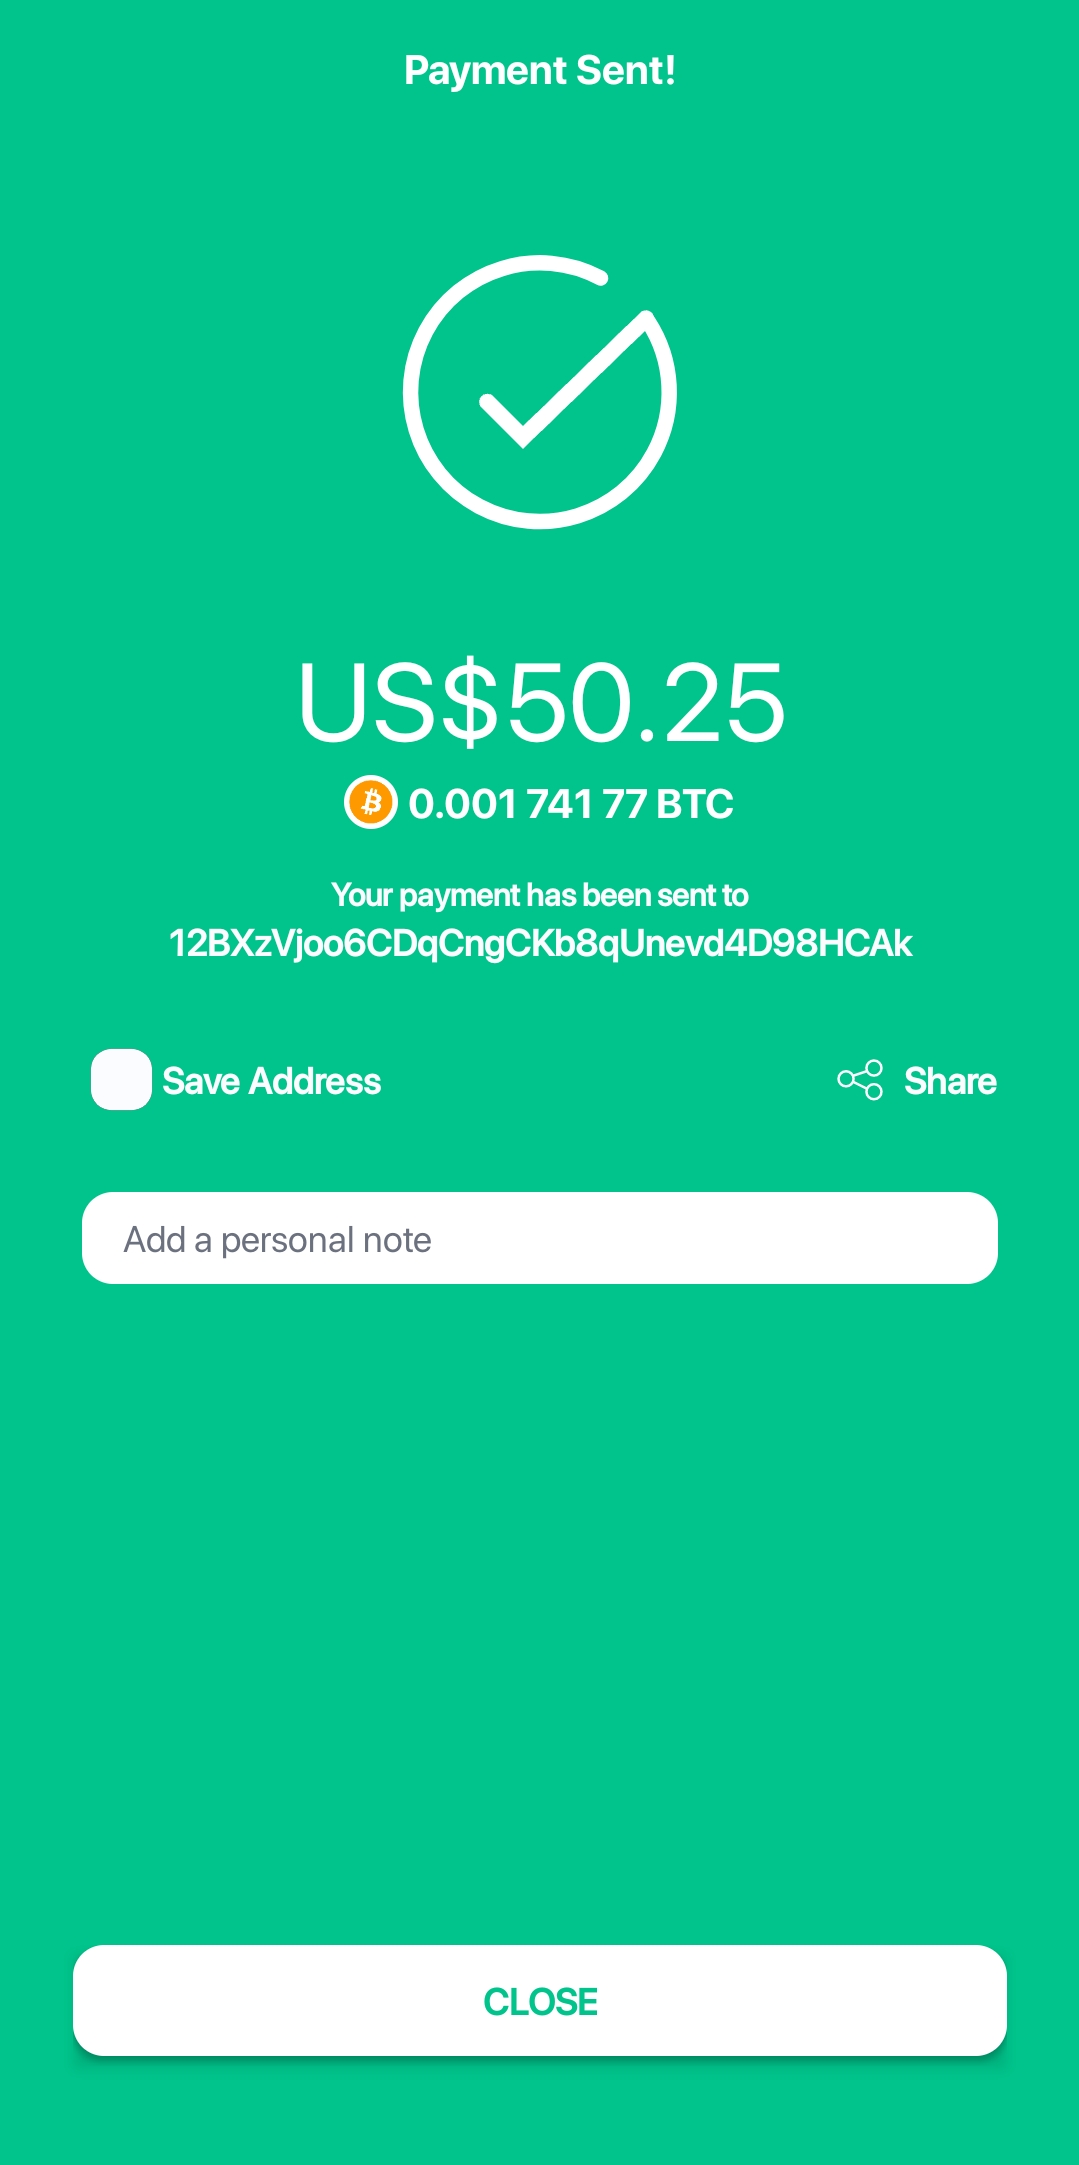 Payment Sent!
US$50.25
0.001 741 77 BTC
Your payment has been sent to
12BXzVjoo6CDqCngCKb8qUnevd4D98HCAk
Save Address
Share
Add a personal note
CLOSE